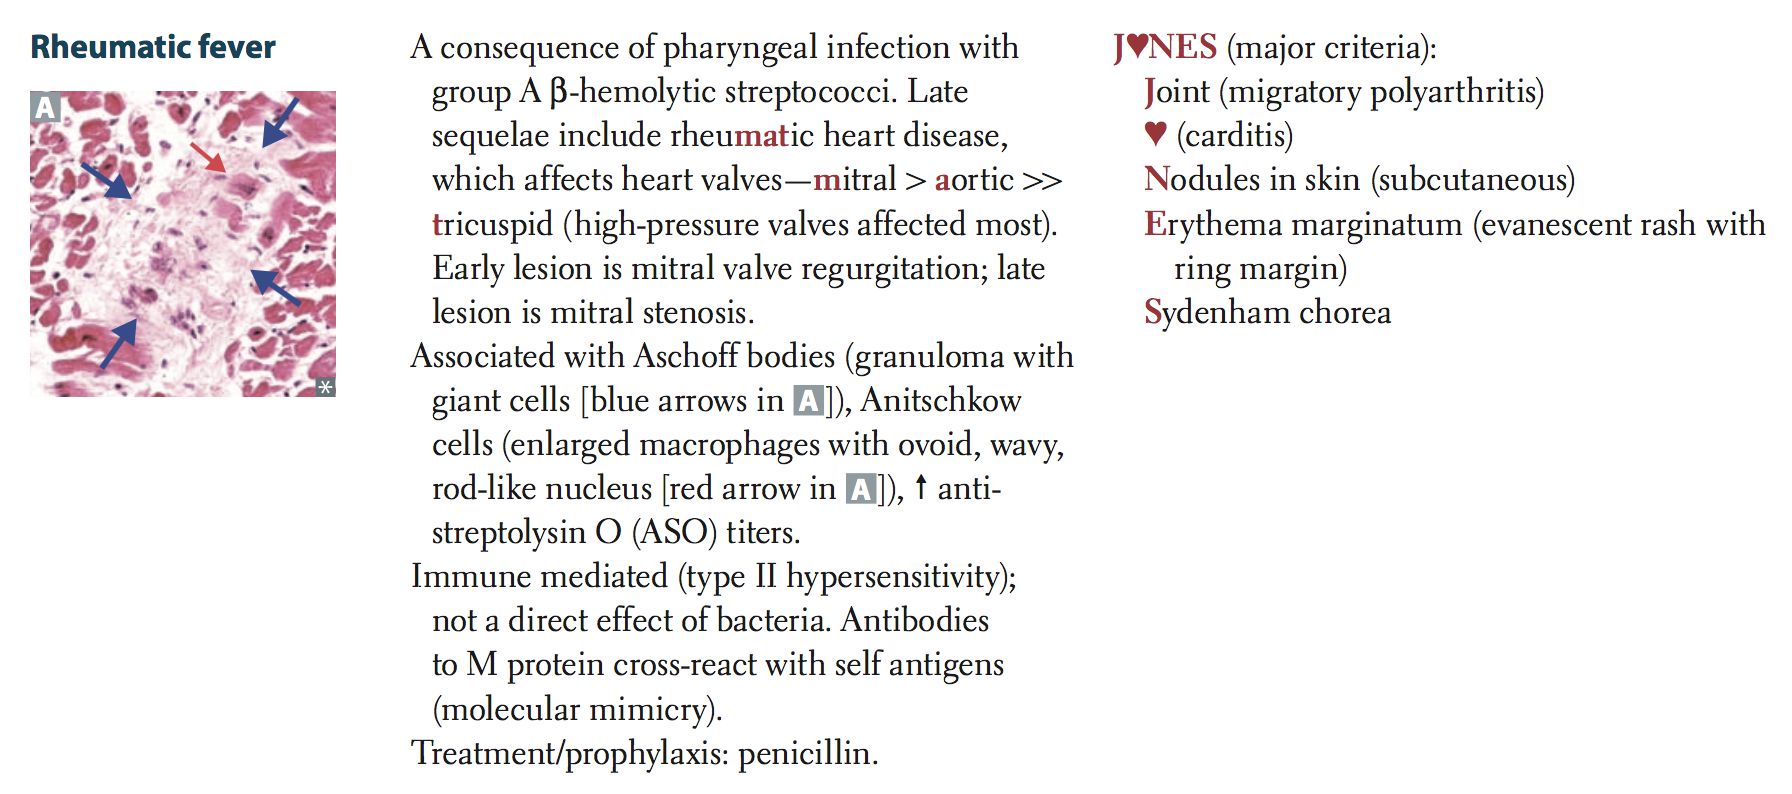 Rheumatic fever
A
*
A consequence of pharyngeal infection with
group A β-hemolytic streptococci. Late
sequelae include rheumatic heart disease,
which affects heart valves—mitral > aortic >>
tricuspid (high-pressure valves affected most).
Early lesion is mitral valve regurgitation; late
lesion is mitral stenosis.
Associated with Aschoff bodies (granuloma with
giant cells [blue arrows in A]), Anitschkow
cells (enlarged macrophages with ovoid, wavy,
rod-like nucleus [red arrow in A]), ↑ anti-
streptolysin O (ASO) titers.
Immune mediated (type II hypersensitivity);
not a direct effect of bacteria. Antibodies
to M protein cross-react with self antigens
(molecular mimicry).
Treatment/prophylaxis: penicillin.
J♥NES (major criteria):
Joint (migratory polyarthritis)
♥ (carditis)
Nodules in skin (subcutaneous)
Erythema marginatum (evanescent rash with
ring margin)
Sydenham chorea